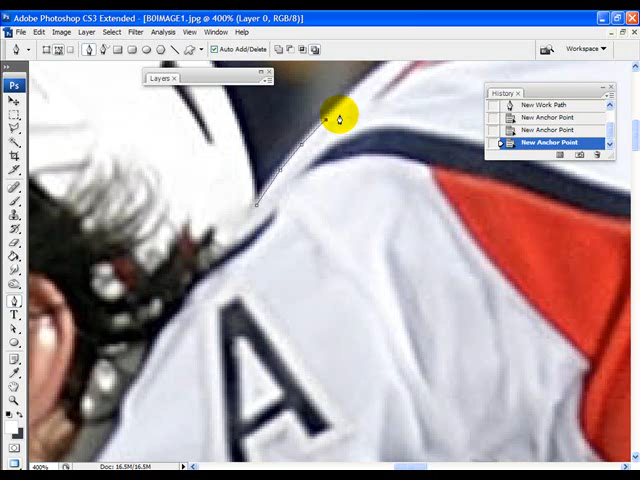 Adobe Photoshop CS3 Extended - [B0IMAGE1.jpg @ 400% (Layer 0, RGB/8)]
File Edit Image Layer Select Filter Analysis View Window Help
Auto Add/Delete
Workspace
Ps
Layers
History
New Work Path
New Anchor Point
New Anchor Point
New Anchor Point
T
A
400%
Doc: 16.5M/16.5M